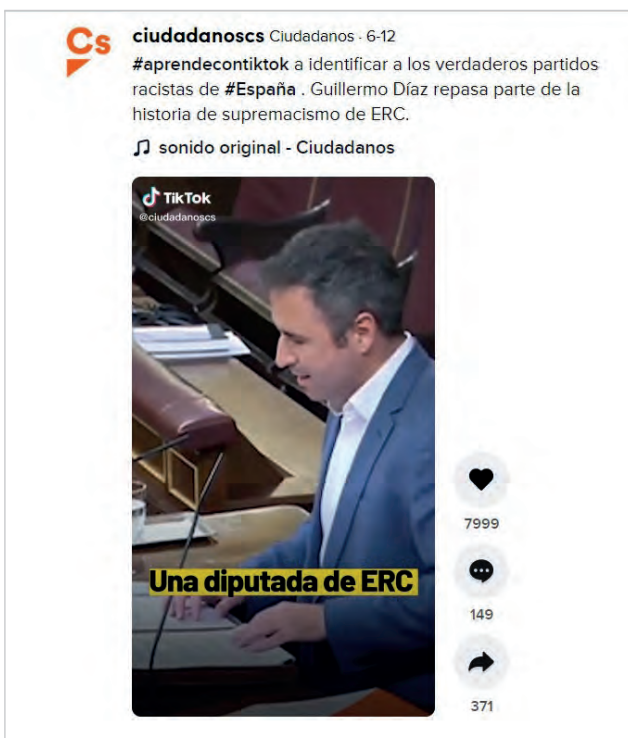 Cs
ciudadanoscs Ciudadanos · 6-12
#aprendecontiktok a identificar a los verdaderos partidos
racistas de #España . Guillermo Díaz repasa parte de la
historia de supremacismo de ERC.
sonido original - Ciudadanos
TikTok
@ciudadanoscs
Una diputada de ERC
7999
149
371